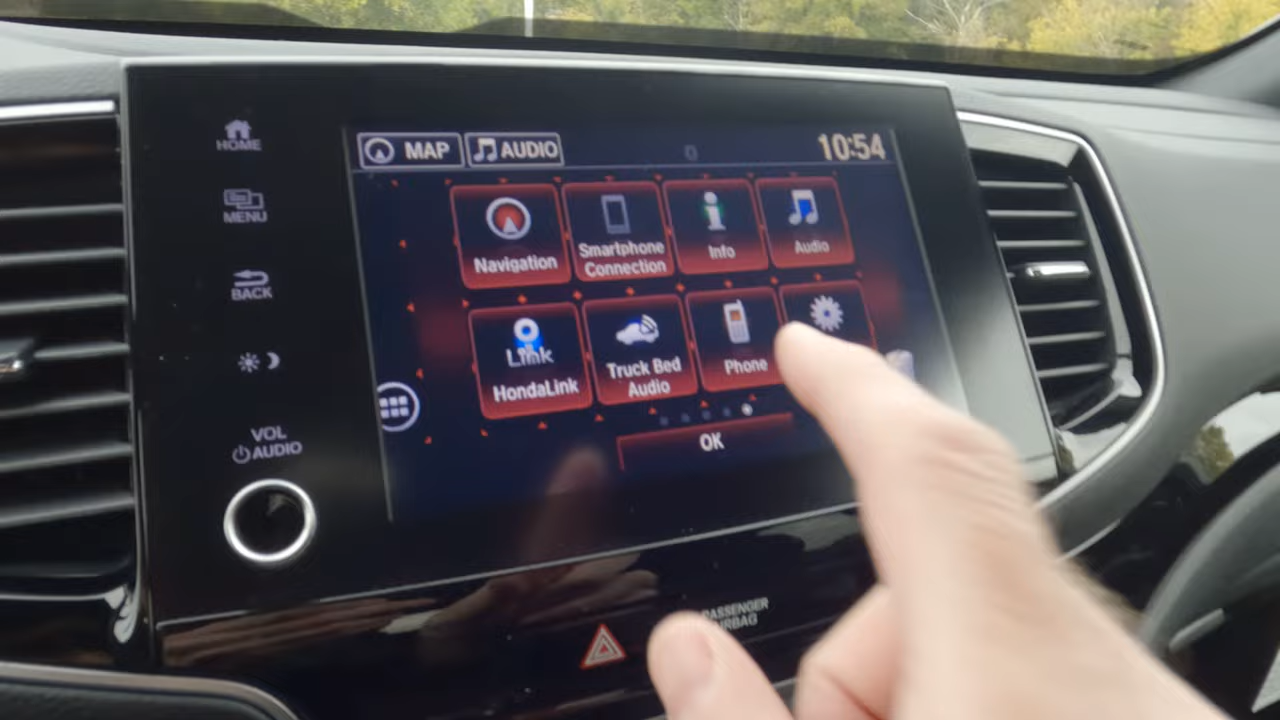 HOME
MENU
BACK
VOL
AUDIO
MAP
AUDIO
10:54
Navigation
Smartphone
Connection
Info
Audio
Link
HondaLink
Truck Bed
Audio
Phone
OK
PASSENGER